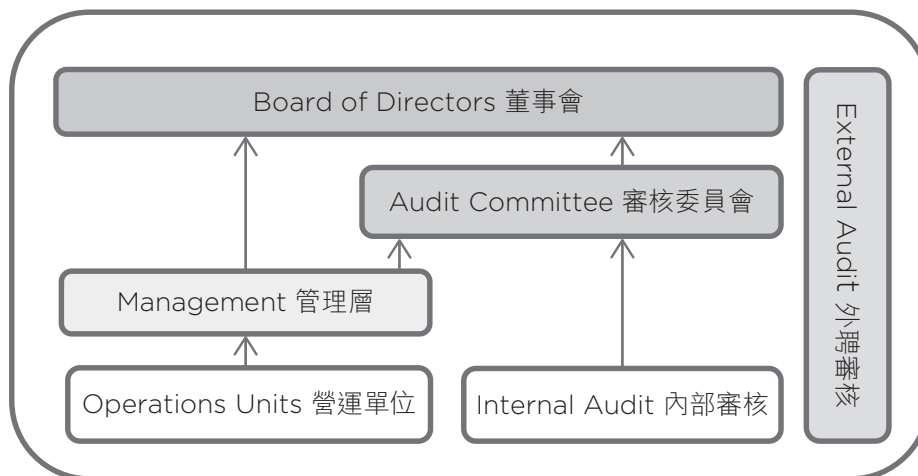 Board of Directors 董事會
Audit Committee 審核委員會
Management 管理層
Operations Units 營運單位
Internal Audit 內部審核
External Audit 外聘審核